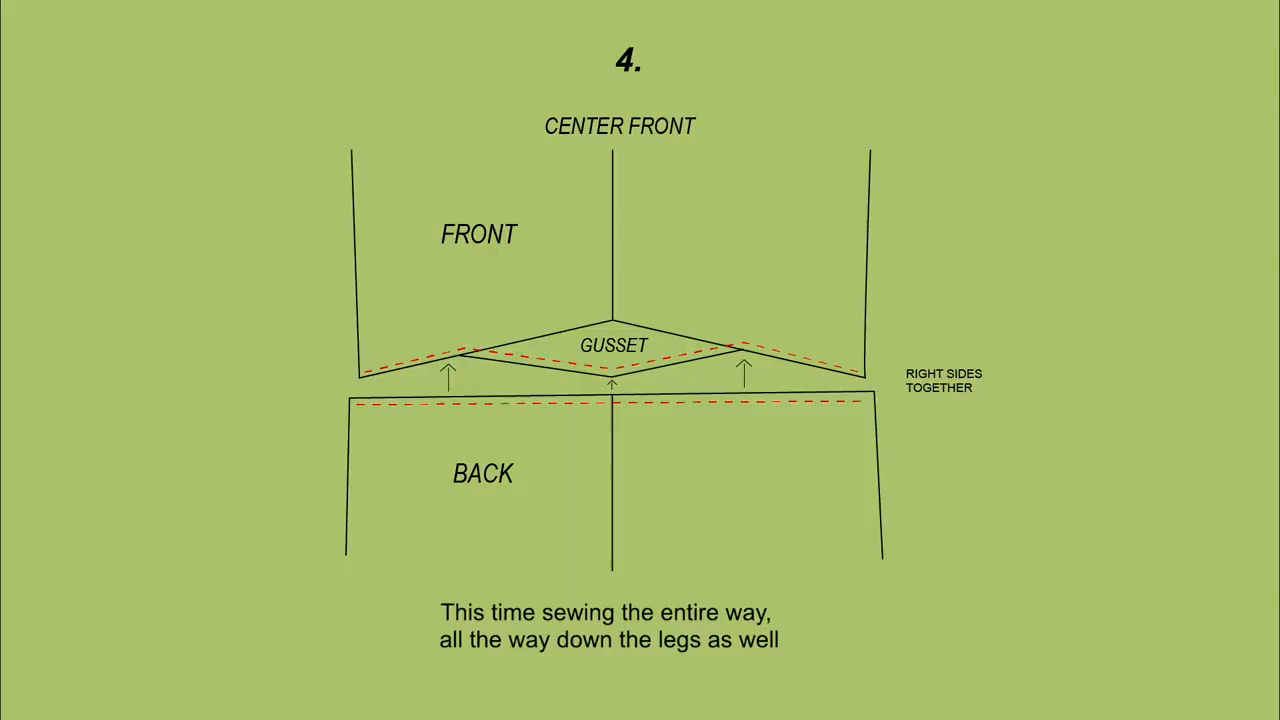 4.
CENTER FRONT
FRONT
GUSSET
RIGHT SIDES
TOGETHER
BACK
This time sewing the entire way,
all the way down the legs as well